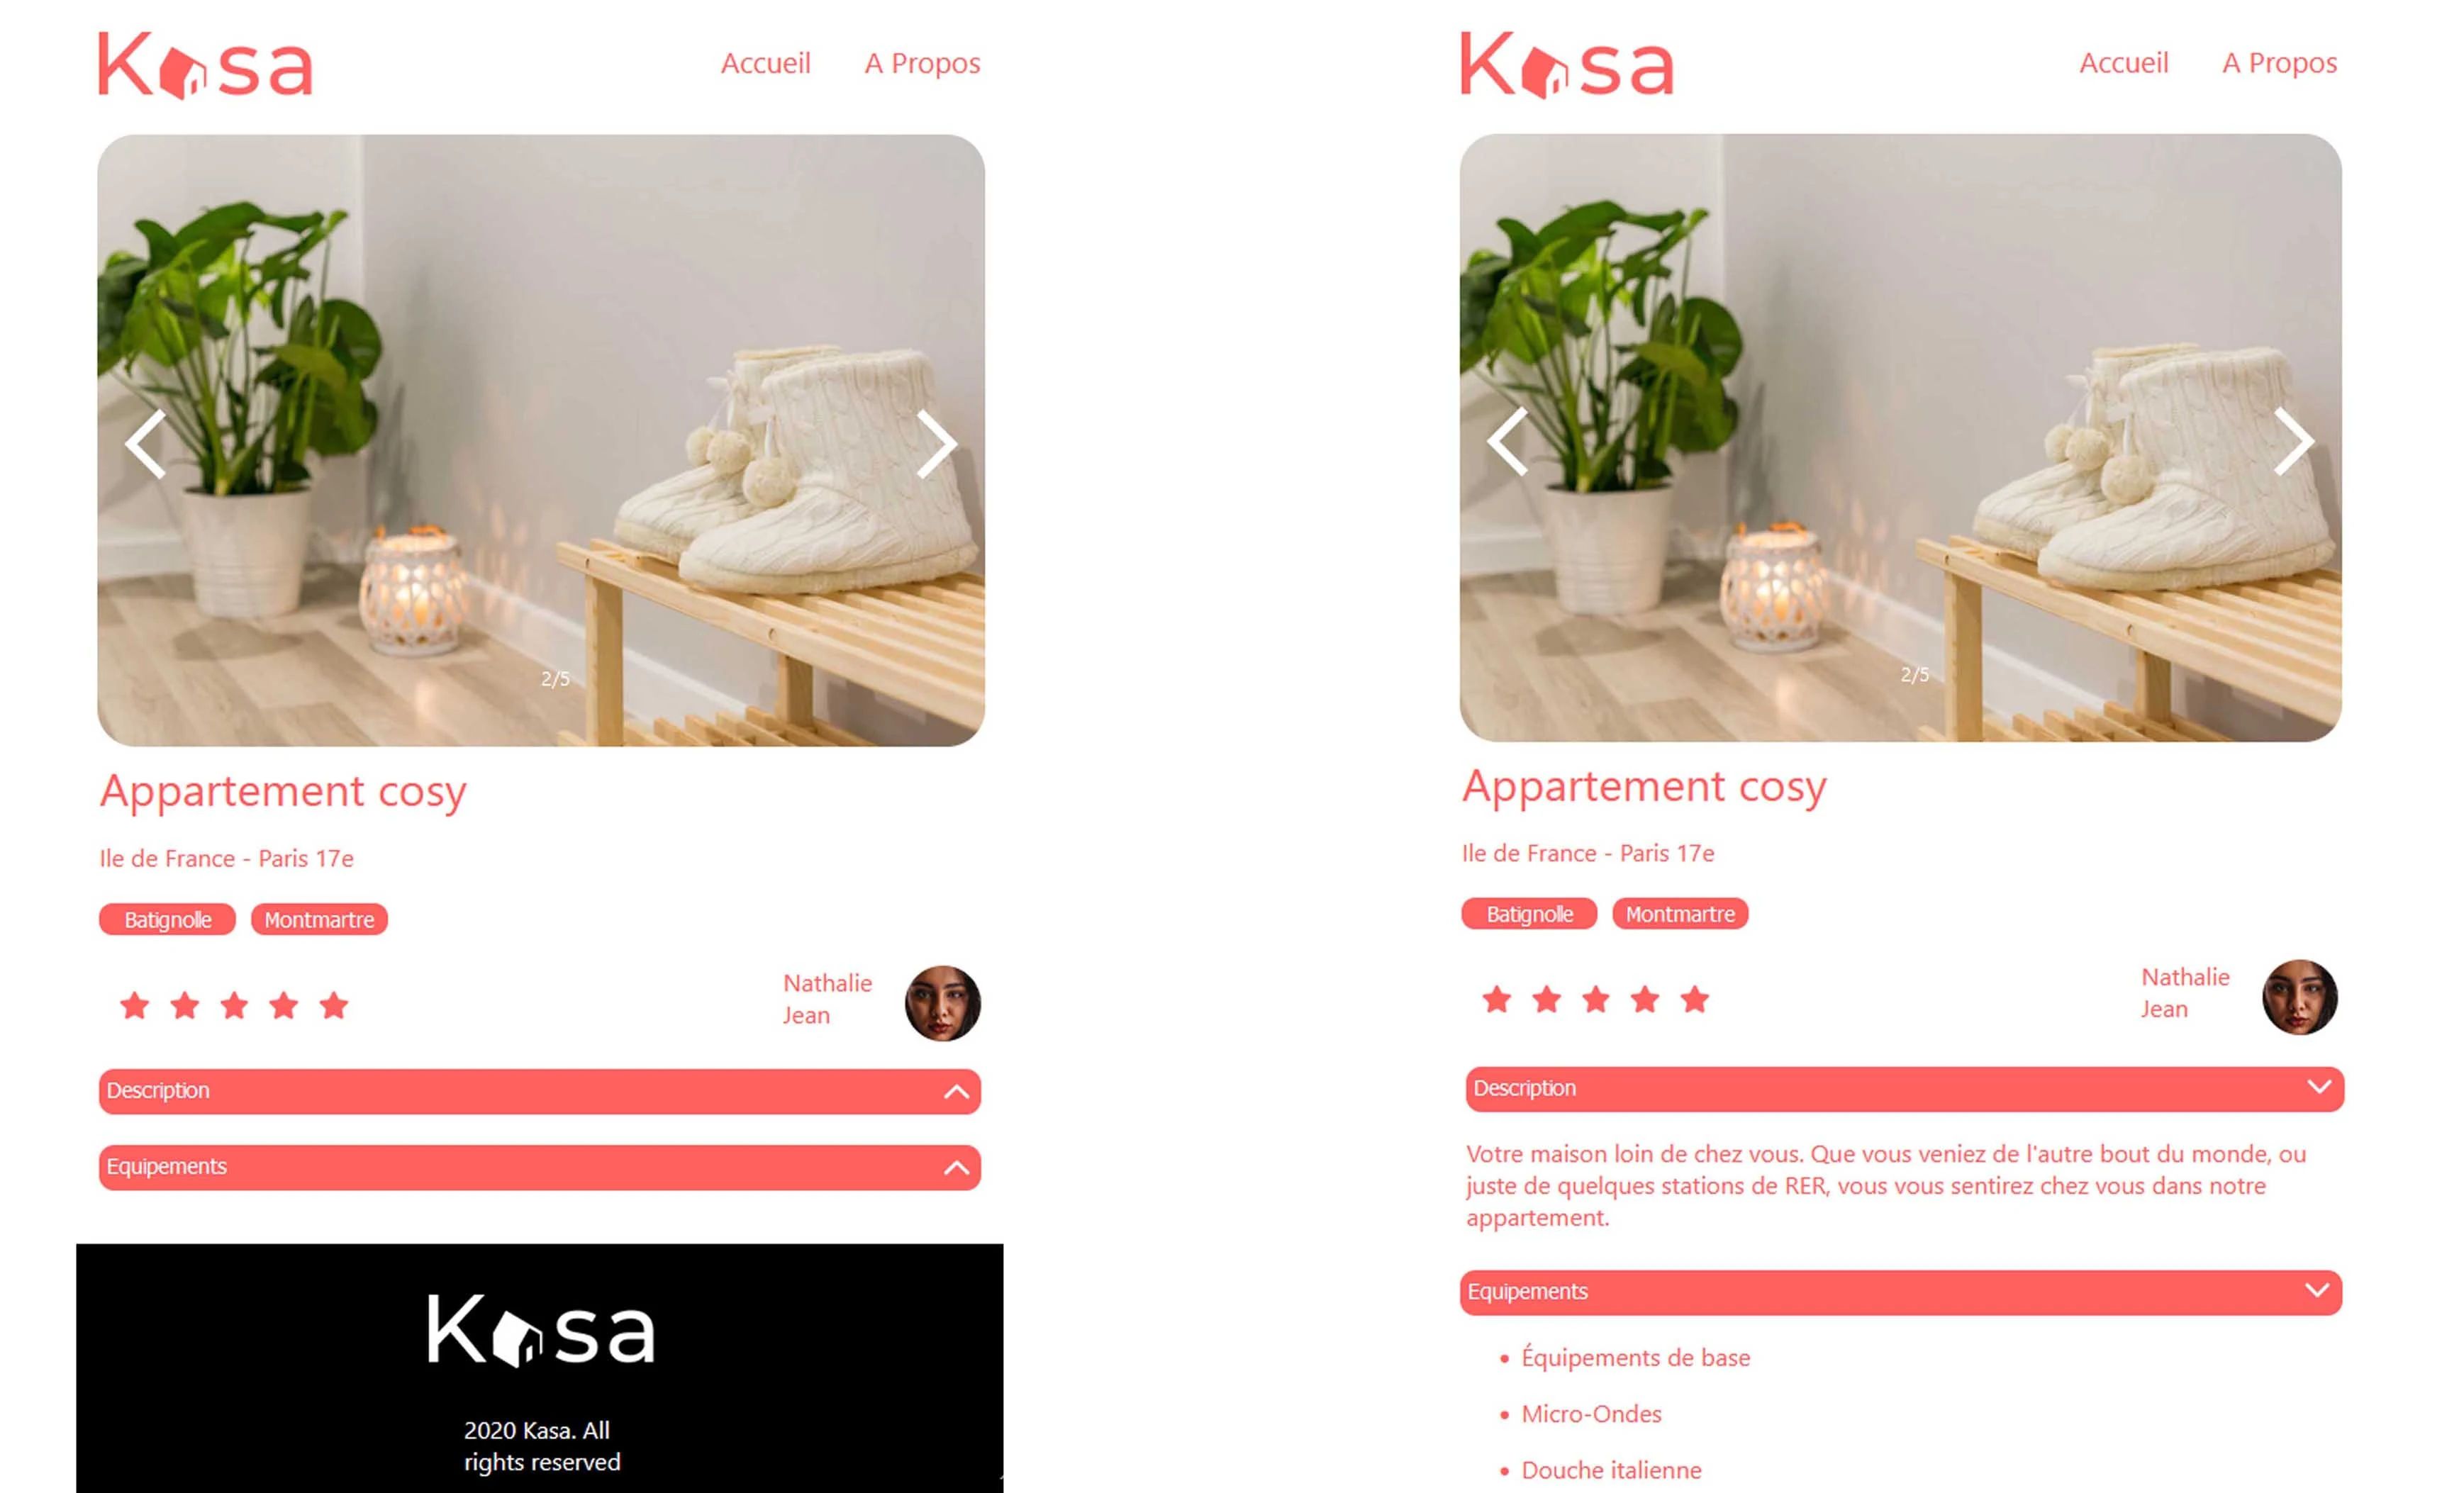 Kasa
Accueil
A Propos
2/5
Appartement cosy
Ile de France - Paris 17e
Batignolle
Montmartre
Nathalie
Jean
Description
Equipements
Kasa
2020 Kasa. All
rights reserved
Kasa
Accueil
A Propos
2/5
Appartement cosy
Ile de France - Paris 17e
Batignolle
Montmartre
Nathalie
Jean
Description
Votre maison loin de chez vous. Que vous veniez de l'autre bout du monde, ou
juste de quelques stations de RER, vous vous sentirez chez vous dans notre
appartement.
Equipements
• Équipements de base
• Micro-Ondes
• Douche italienne